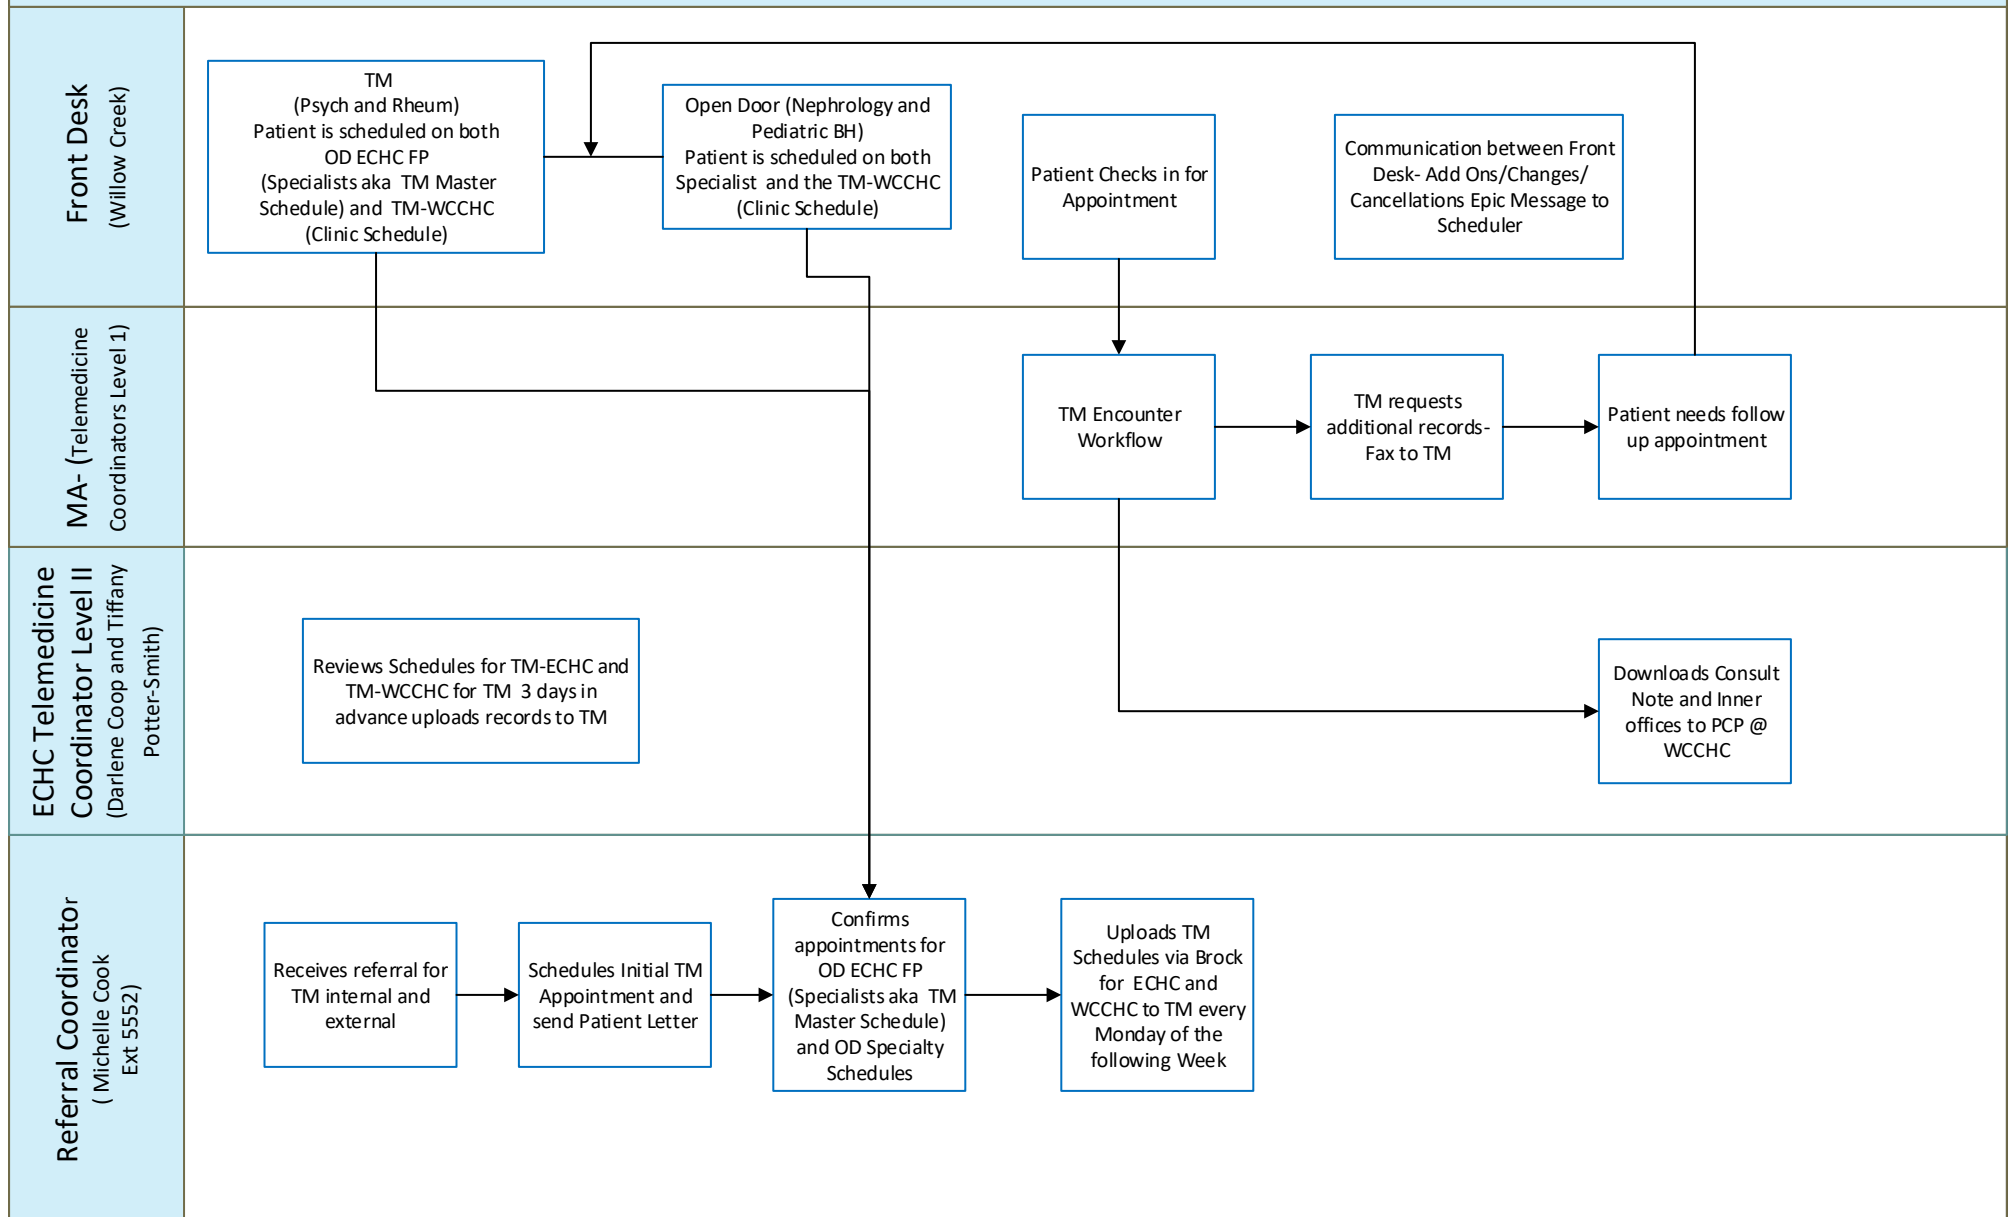 Front Desk
(Willow Creek)
TM
(Psych and Rheum)
Patient is scheduled on both
OD ECHC FP
(Specialists aka TM Master
Schedule) and TM-WCCHC
(Clinic Schedule)
Open Door (Nephrology and
Pediatric BH)
Patient is scheduled on both
Specialist and the TM-WCCHC
(Clinic Schedule)
Patient Checks in for
Appointment
Communication between Front
Desk- Add Ons/Changes/
Cancellations Epic Message to
Scheduler
MA- (Telemedicine
Coordinators Level 1)
TM Encounter
Workflow
TM requests
additional records-
Fax to TM
Patient needs follow
up appointment
ECHC Telemedicine
Coordinator Level II
(Darlene Coop and Tiffany
Potter-Smith)
Reviews Schedules for TM-ECHC and
TM-WCCHC for TM 3 days in
advance uploads records to TM
Downloads Consult
Note and Inner
offices to PCP @
WCCHC
Referral Coordinator
( Michelle Cook
Ext 5552)
Receives referral for
TM internal and
external
Schedules Initial TM
Appointment and
send Patient Letter
Confirms
appointments for
OD ECHC FP
(Specialists aka TM
Master Schedule)
and OD Specialty
Schedules
Uploads TM
Schedules via Brock
for ECHC and
WCCHC to TM every
Monday of the
following Week